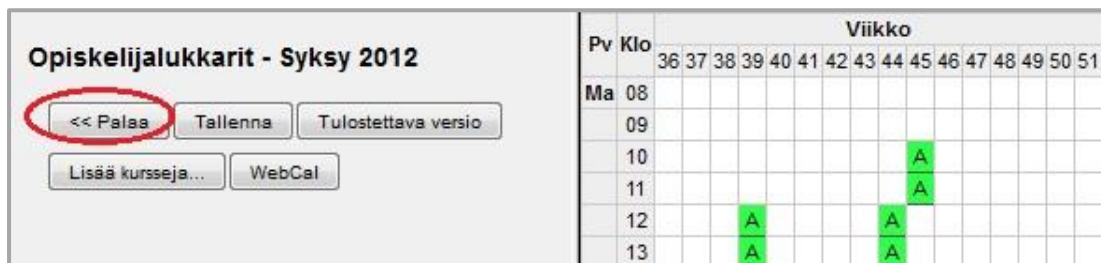 Opiskelijalukkarit - Syksy 2012
<< Palaa Tallenna Tulostettava versio
Lisää kursseja... WebCal
Pv Klo Viikko
36 37 38 39 40 41 42 43 44 45 46 47 48 49 50 51
Ma 08
09
10 A
11 A
12 A A
13 A A